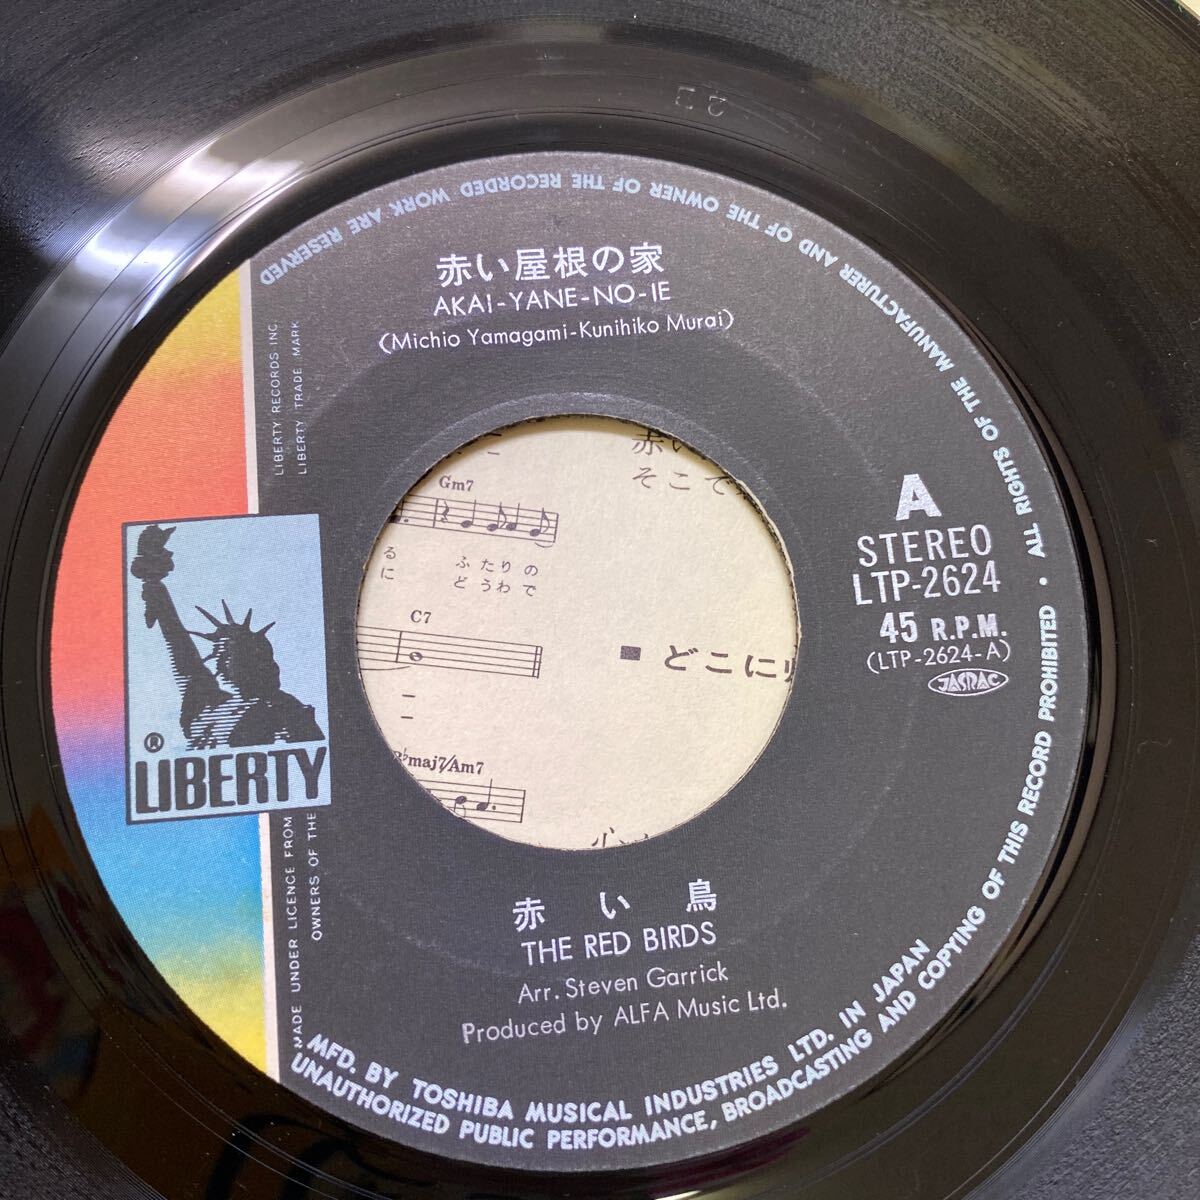 赤い屋根の家
AKAI-YANE-NO-IE
(Michio Yamagami-Kunihiko Murai)
A
STEREO
LTP-2624
45 R.P.M.
(LTP-2624-A)
JASRAC
赤い鳥
THE RED BIRDS
Arr. Steven Garrick
Produced by ALFA Music Ltd.
® LIBERTY
LIBERTY RECORDS INC.
LIBERTY TRADE MARK
MADE UNDER LICENCE FROM
OWNERS OF THE
MFD. BY TOSHIBA MUSICAL INDUSTRIES LTD. IN JAPAN
ALL RIGHTS OF THE MANUFACTURER AND OF THE OWNER OF THE RECORDED WORK ARE RESERVED
UNAUTHORIZED PUBLIC PERFORMANCE, BROADCASTING AND COPYING OF THIS RECORD PROHIBITED •
Gm7
る ふたりの
に どうわで
C7
ー
ー
B♭maj7/Am7
赤い
そこで
■ どこにり